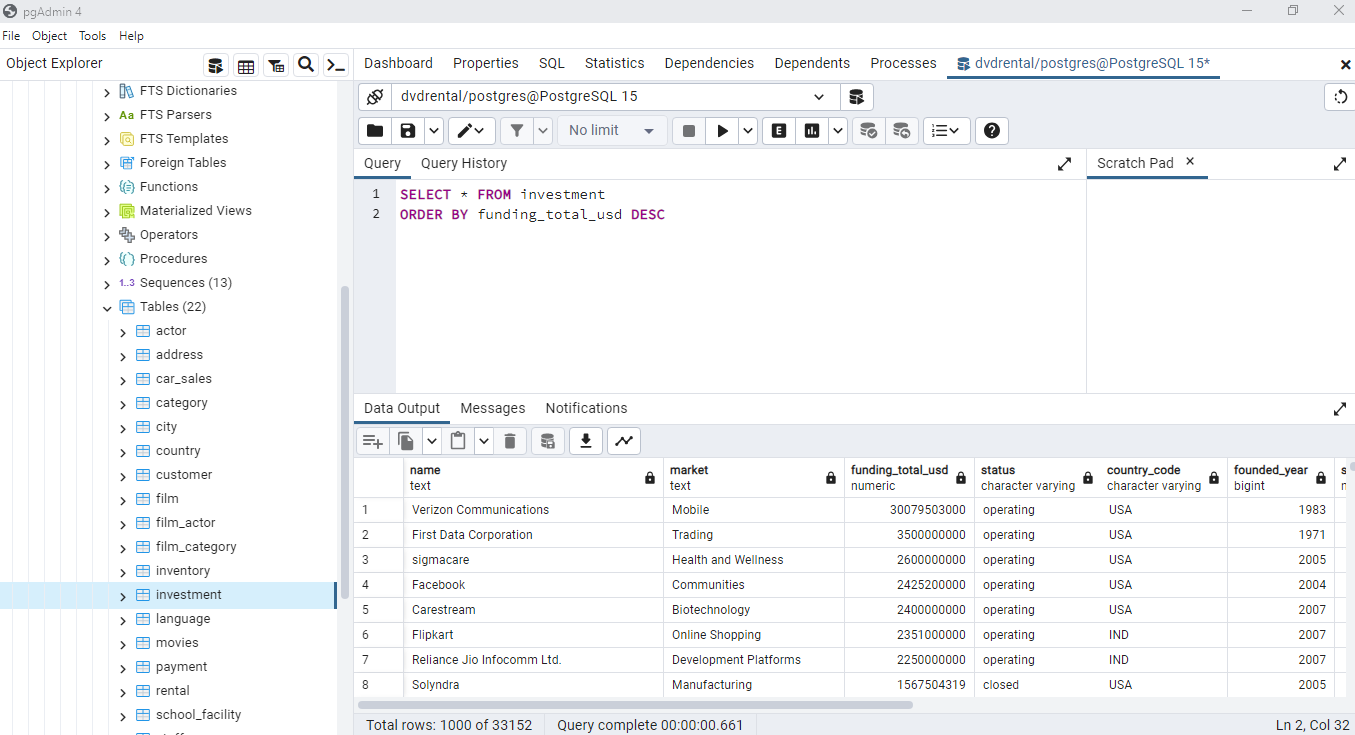 pgAdmin 4
File Object Tools Help
Object Explorer
Dashboard Properties SQL Statistics Dependencies Dependents Processes dvdrental/postgres@PostgreSQL 15*
FTS Dictionaries
Aa FTS Parsers
FTS Templates
Foreign Tables
Functions
Materialized Views
Operators
Procedures
1..3 Sequences (13)
Tables (22)
actor
address
car_sales
category
city
country
customer
film
film_actor
film_category
inventory
investment
language
movies
payment
rental
school_facility
dvdrental/postgres@PostgreSQL 15
No limit
E
Query Query History
Scratch Pad
1 SELECT * FROM investment
2 ORDER BY funding_total_usd DESC
Data Output Messages Notifications
name market funding_total_usd status country_code founded_year
text text numeric character varying character varying bigint
1 Verizon Communications Mobile 30079503000 operating USA 1983
2 First Data Corporation Trading 3500000000 operating USA 1971
3 sigmacare Health and Wellness 2600000000 operating USA 2005
4 Facebook Communities 2425200000 operating USA 2004
5 Carestream Biotechnology 2400000000 operating USA 2007
6 Flipkart Online Shopping 2351000000 operating IND 2007
7 Reliance Jio Infocomm Ltd. Development Platforms 2250000000 operating IND 2007
8 Solyndra Manufacturing 1567504319 closed USA 2005
Total rows: 1000 of 33152 Query complete 00:00:00.661 Ln 2, Col 32